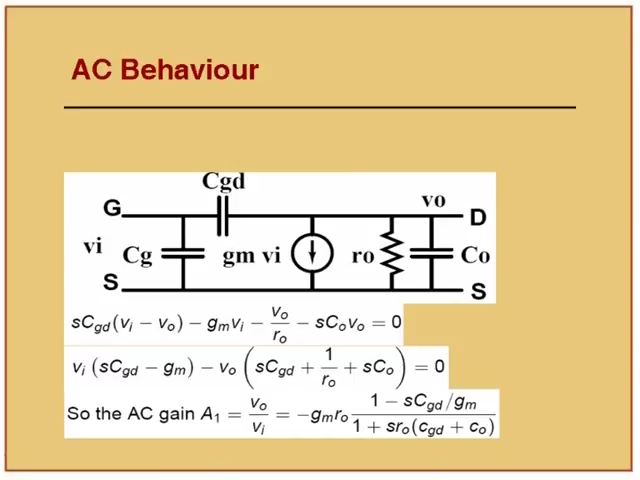 AC Behaviour
Cgd
G
vo
D
vi
Cg
gm vi
ro
Co
S
S
sC_gd(v_i − v_o) − g_m v_i − v_o/r_o − sC_o v_o = 0
v_i (sC_gd − g_m) − v_o (sC_gd + 1/r_o + sC_o) = 0
So the AC gain A_1 = v_o/v_i = −g_m r_o (1 − sC_gd/g_m)/(1 + sr_o(c_gd + c_o))